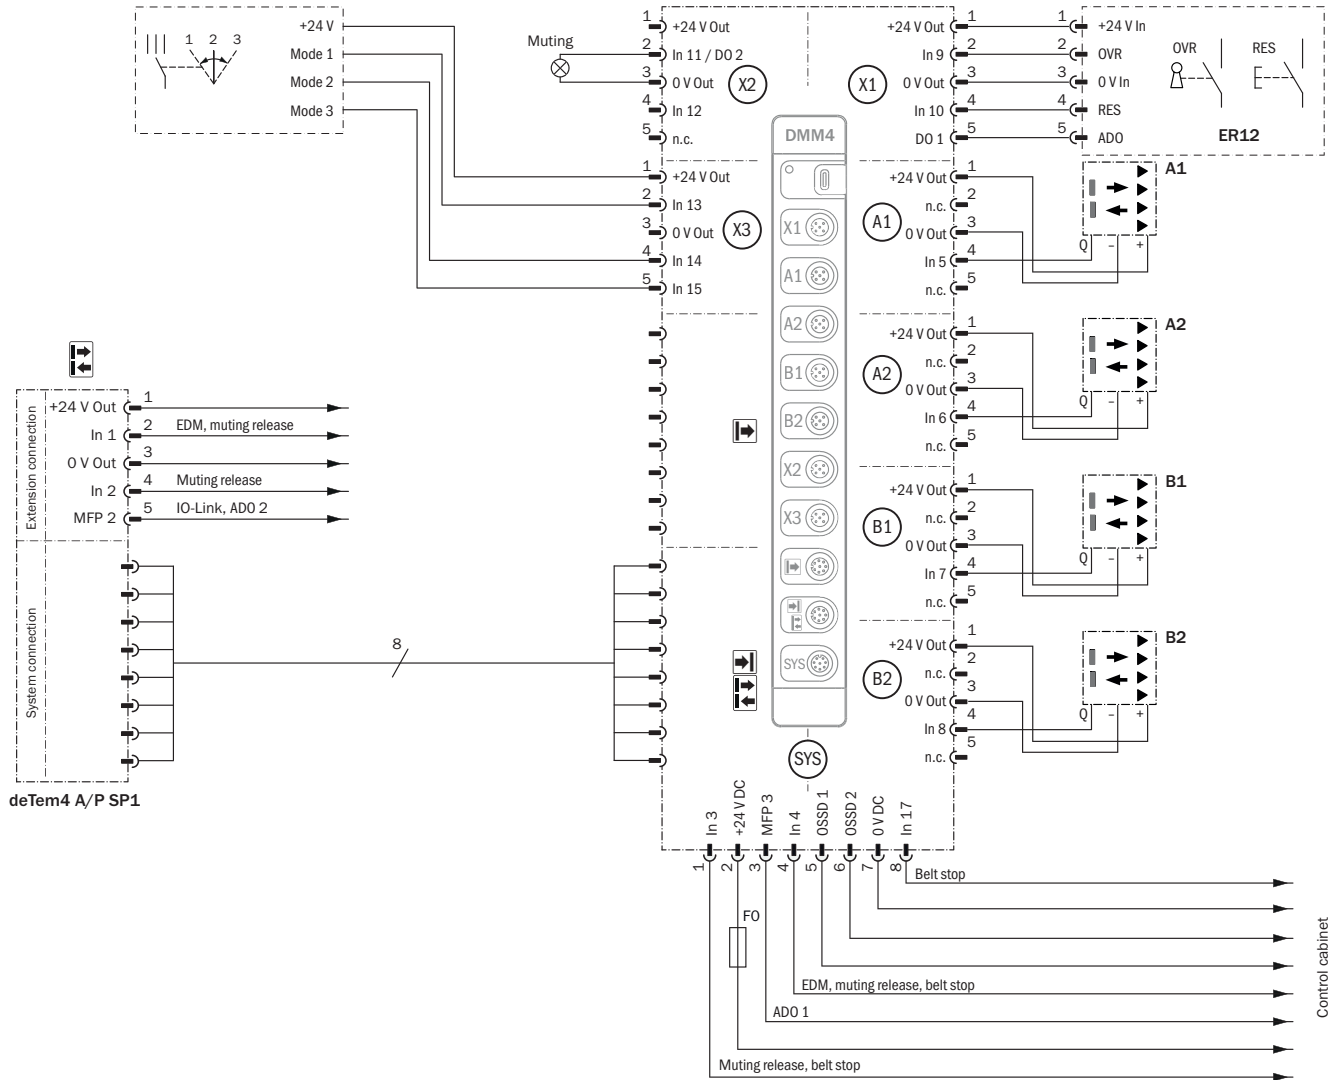 1 2 3
+24 V
Mode 1
Mode 2
Mode 3
Muting
1 +24 V Out
2 In 11 / DO 2
3 0 V Out
4 In 12
5 n.c.
X2
1 +24 V Out
2 In 13
3 0 V Out
4 In 14
5 In 15
X3
DMM4
X1
A1
A2
B1
B2
X2
X3
SYS
SYS
X1
+24 V Out 1
In 9 2
0 V Out 3
In 10 4
DO 1 5
1 +24 V In
2 OVR
3 0 V In
4 RES
5 ADO
OVR
RES
ER12
A1
+24 V Out 1
n.c. 2
0 V Out 3
In 5 4
n.c. 5
A1
Q – +
A2
+24 V Out 1
n.c. 2
0 V Out 3
In 6 4
n.c. 5
A2
Q – +
B1
+24 V Out 1
n.c. 2
0 V Out 3
In 7 4
n.c. 5
B1
Q – +
B2
+24 V Out 1
n.c. 2
0 V Out 3
In 8 4
n.c. 5
B2
Q – +
Extension connection
+24 V Out 1
In 1 2 EDM, muting release
0 V Out 3
In 2 4 Muting release
MFP 2 5 IO-Link, ADO 2
System connection
8
deTem4 A/P SP1
In 3
+24 V DC
MFP 3
In 4
OSSD 1
OSSD 2
0 V DC
In 17
1 2 3 4 5 6 7 8
Belt stop
F0
EDM, muting release, belt stop
ADO 1
Muting release, belt stop
Control cabinet